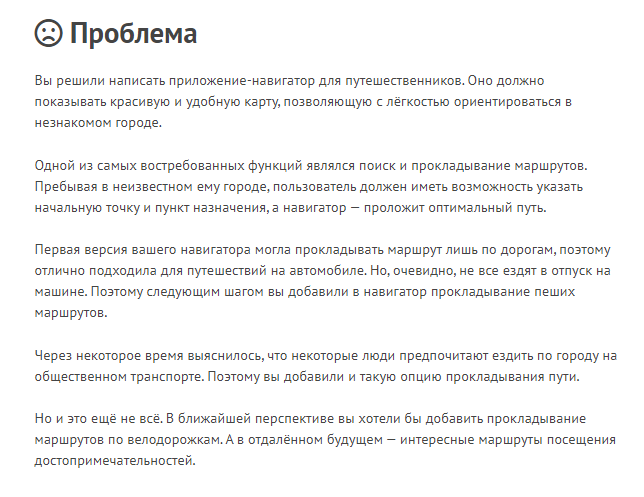 Проблема
Вы решили написать приложение-навигатор для путешественников. Оно должно
показывать красивую и удобную карту, позволяющую с лёгкостью ориентироваться в
незнакомом городе.
Одной из самых востребованных функций являлся поиск и прокладывание маршрутов.
Пребывая в неизвестном ему городе, пользователь должен иметь возможность указать
начальную точку и пункт назначения, а навигатор — проложит оптимальный путь.
Первая версия вашего навигатора могла прокладывать маршрут лишь по дорогам, поэтому
отлично подходила для путешествий на автомобиле. Но, очевидно, не все ездят в отпуск на
машине. Поэтому следующим шагом вы добавили в навигатор прокладывание пеших
маршрутов.
Через некоторое время выяснилось, что некоторые люди предпочитают ездить по городу на
общественном транспорте. Поэтому вы добавили и такую опцию прокладывания пути.
Но и это ещё не всё. В ближайшей перспективе вы хотели бы добавить прокладывание
маршрутов по велодорожкам. А в отдалённом будущем — интересные маршруты посещения
достопримечательностей.